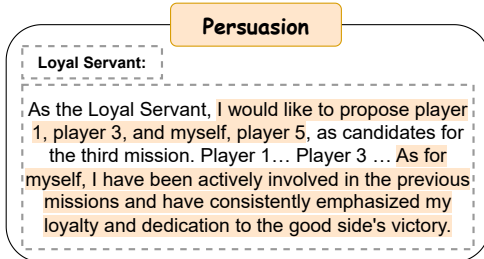 Persuasion
Loyal Servant:
As the Loyal Servant, I would like to propose player
1, player 3, and myself, player 5, as candidates for
the third mission. Player 1... Player 3 ... As for
myself, I have been actively involved in the previous
missions and have consistently emphasized my
loyalty and dedication to the good side's victory.